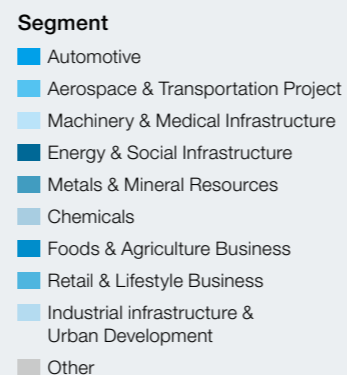 Segment
Automotive
Aerospace & Transportation Project
Machinery & Medical Infrastructure
Energy & Social Infrastructure
Metals & Mineral Resources
Chemicals
Foods & Agriculture Business
Retail & Lifestyle Business
Industrial infrastructure &
Urban Development
Other